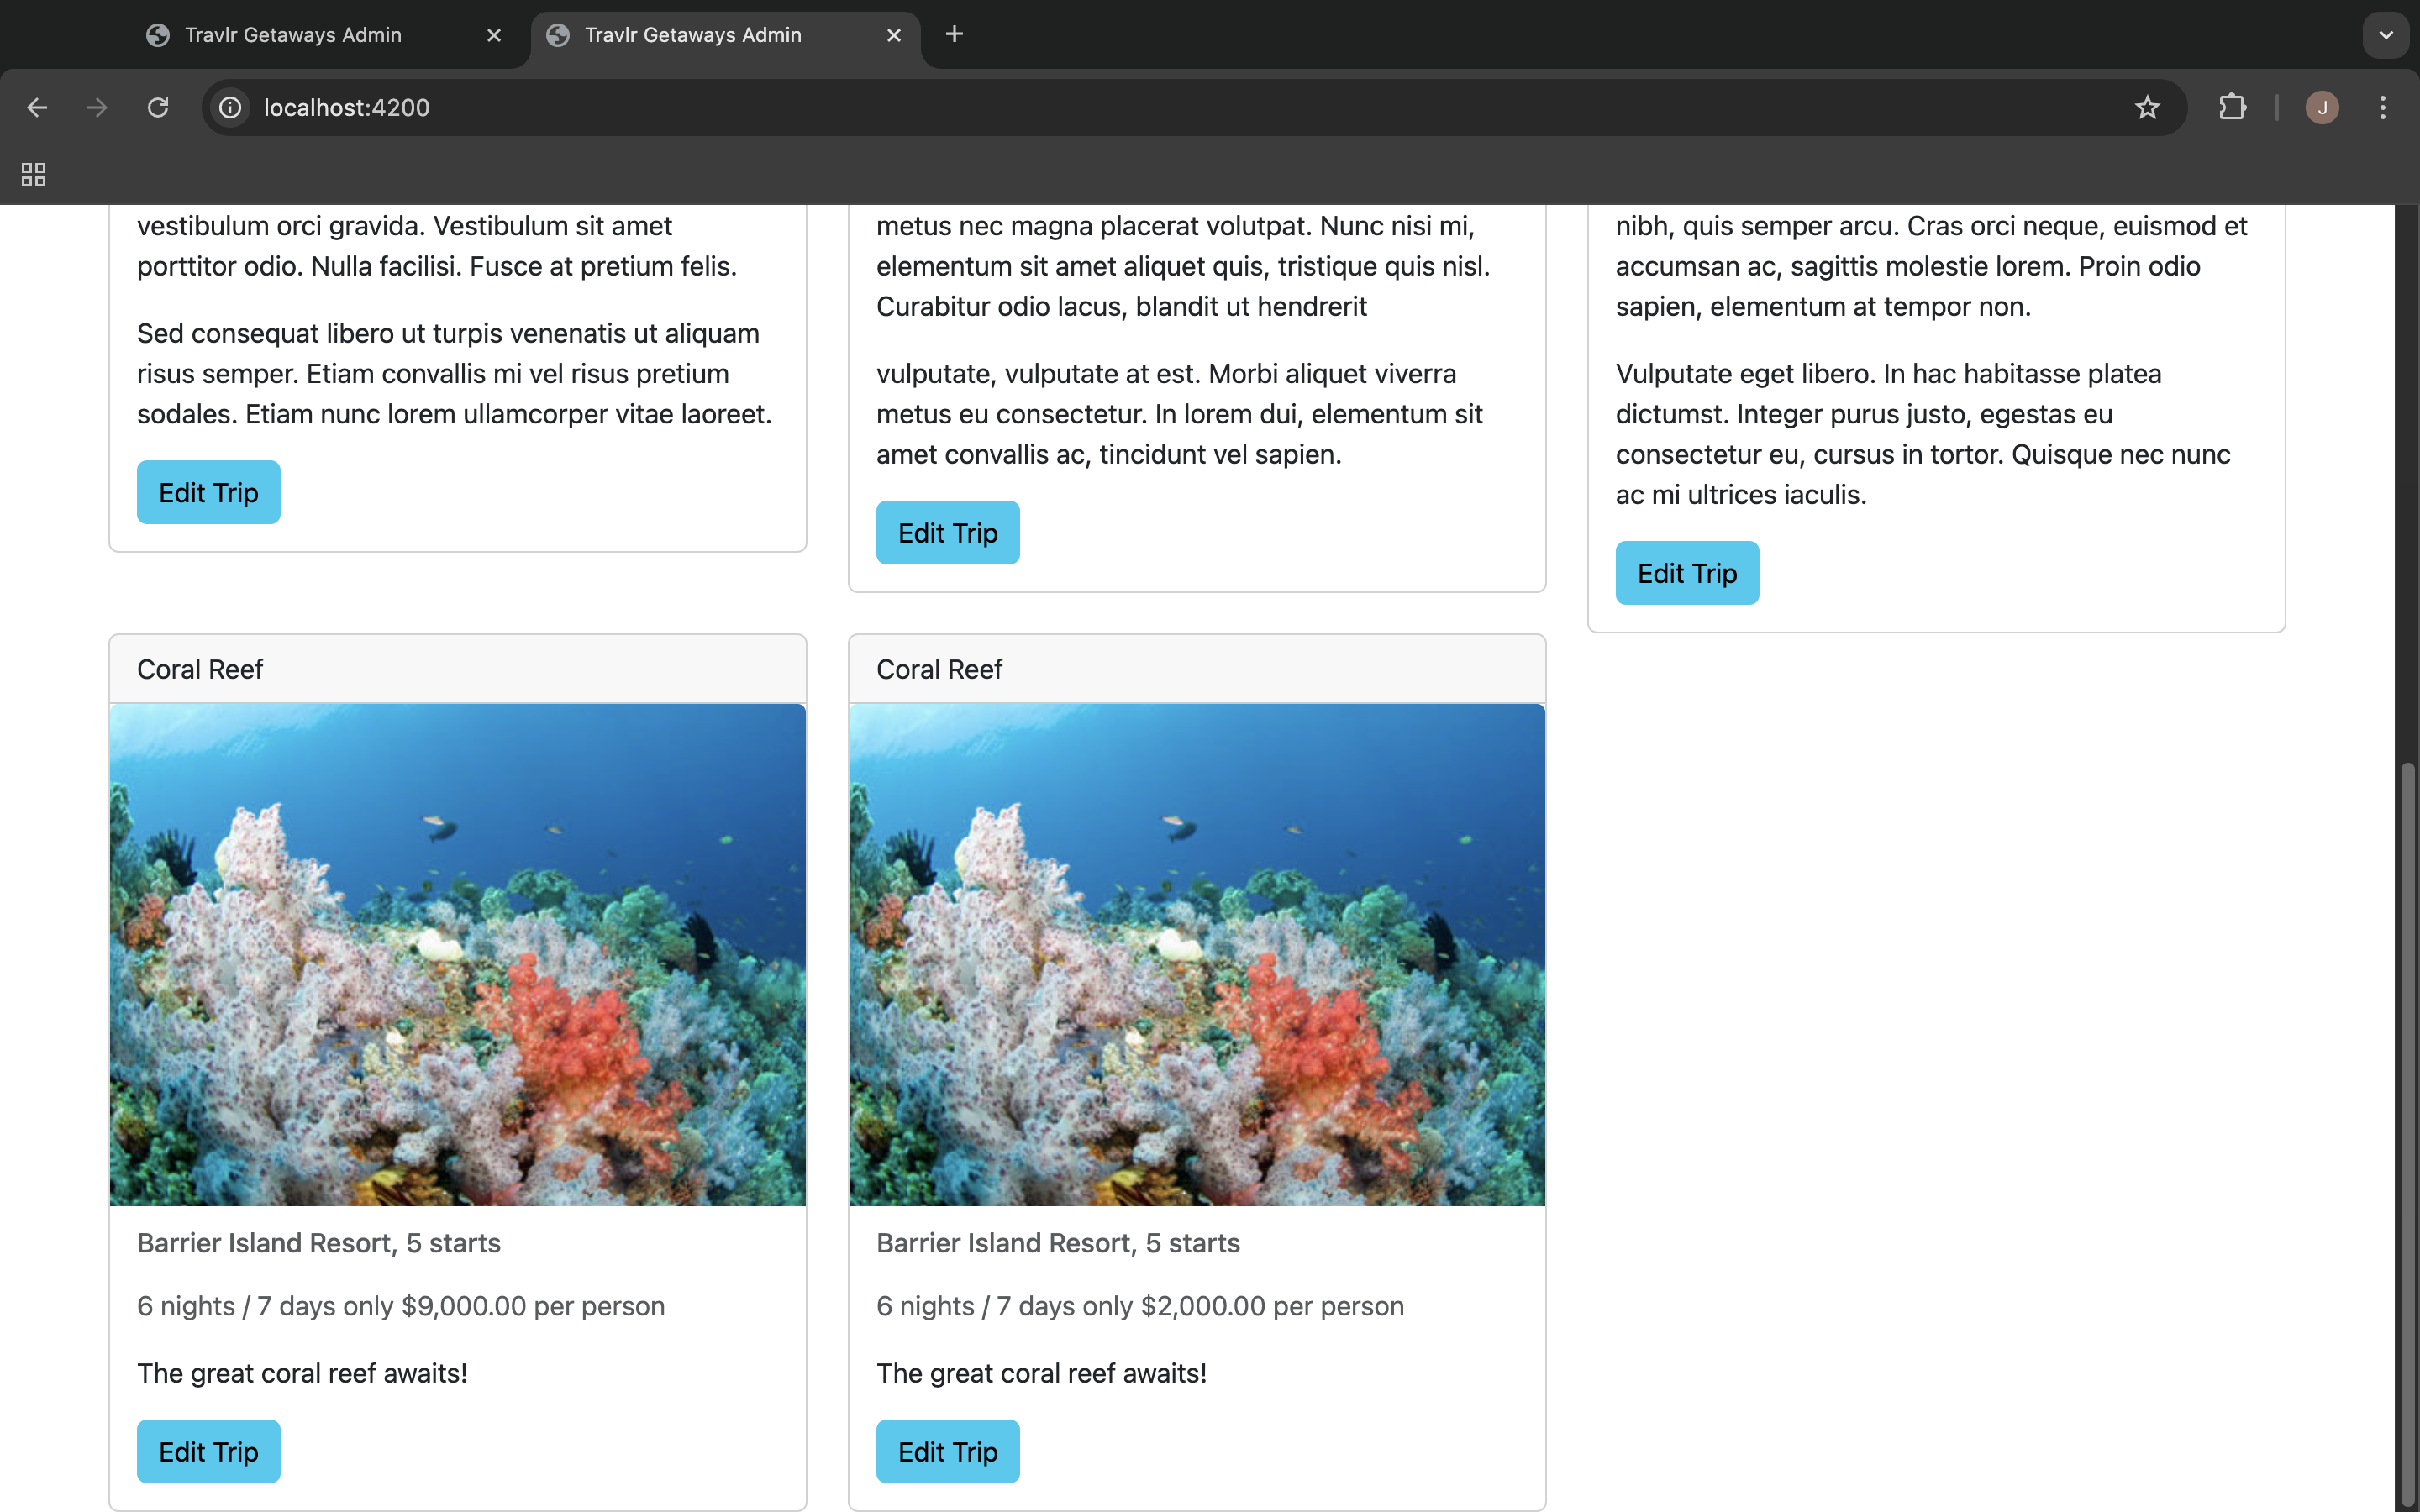 Travlr Getaways Admin
Travlr Getaways Admin
localhost:4200
J
vestibulum orci gravida. Vestibulum sit amet
porttitor odio. Nulla facilisi. Fusce at pretium felis.
Sed consequat libero ut turpis venenatis ut aliquam
risus semper. Etiam convallis mi vel risus pretium
sodales. Etiam nunc lorem ullamcorper vitae laoreet.
Edit Trip
metus nec magna placerat volutpat. Nunc nisi mi,
elementum sit amet aliquet quis, tristique quis nisl.
Curabitur odio lacus, blandit ut hendrerit
vulputate, vulputate at est. Morbi aliquet viverra
metus eu consectetur. In lorem dui, elementum sit
amet convallis ac, tincidunt vel sapien.
Edit Trip
nibh, quis semper arcu. Cras orci neque, euismod et
accumsan ac, sagittis molestie lorem. Proin odio
sapien, elementum at tempor non.
Vulputate eget libero. In hac habitasse platea
dictumst. Integer purus justo, egestas eu
consectetur eu, cursus in tortor. Quisque nec nunc
ac mi ultrices iaculis.
Edit Trip
Coral Reef
Barrier Island Resort, 5 starts
6 nights / 7 days only $9,000.00 per person
The great coral reef awaits!
Edit Trip
Coral Reef
Barrier Island Resort, 5 starts
6 nights / 7 days only $2,000.00 per person
The great coral reef awaits!
Edit Trip